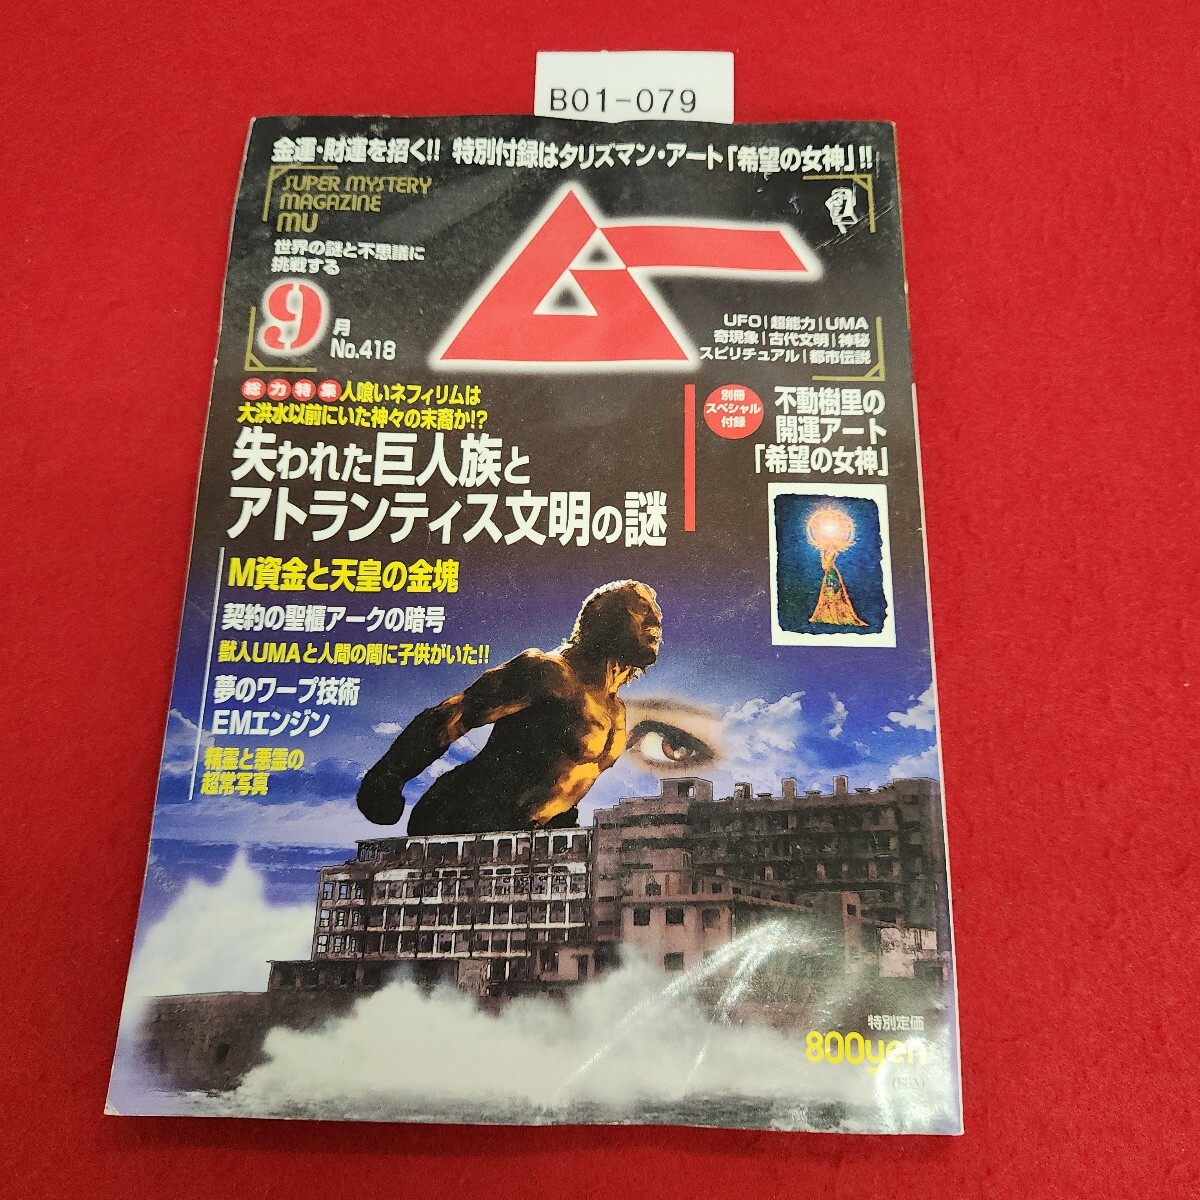 B01-079
金運・財運を招く!! 特別付録はタリズマン・アート「希望の女神」!!
SUPER MYSTERY
MAGAZINE
MU
ムー
世界の謎と不思議に
挑戦する
9月
No.418
UFO|超能力|UMA
奇現象|古代文明|神秘
スピリチュアル|都市伝説
総力特集 人喰いネフィリムは
大洪水以前にいた神々の末裔か!?
失われた巨人族と
アトランティス文明の謎
別冊
スペシャル
付録
不動樹里の
開運アート
「希望の女神」
M資金と天皇の金塊
契約の聖櫃アークの暗号
獣人UMAと人間の間に子供がいた!!
夢のワープ技術
EMエンジン
精霊と悪霊の
超常写真
特別定価
800yen